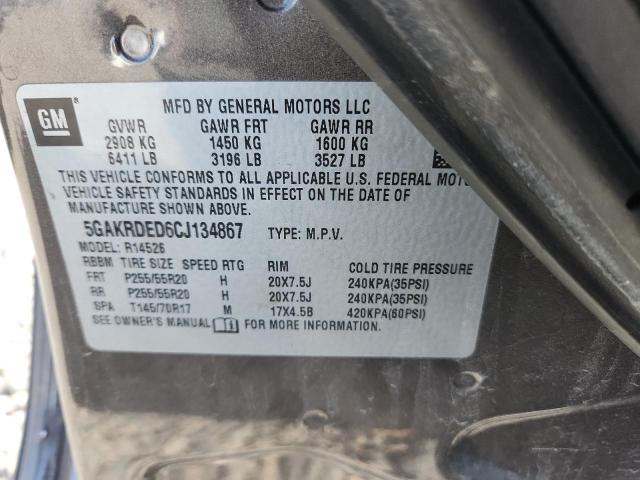 GM ®
MFD BY GENERAL MOTORS LLC
GVWR GAWR FRT GAWR RR
2908 KG 1450 KG 1600 KG
6411 LB 3196 LB 3527 LB
THIS VEHICLE CONFORMS TO ALL APPLICABLE U.S. FEDERAL MOTO
VEHICLE SAFETY STANDARDS IN EFFECT ON THE DATE OF
MANUFACTURE SHOWN ABOVE.
5GAKRDED6CJ134867 TYPE: M.P.V.
MODEL: R14526
RBBM TIRE SIZE SPEED RTG RIM COLD TIRE PRESSURE
FRT P255/55R20 H 20X7.5J 240KPA(35PSI)
RR P255/55R20 H 20X7.5J 240KPA(35PSI)
SPA T145/70R17 M 17X4.5B 420KPA(60PSI)
SEE OWNER'S MANUAL FOR MORE INFORMATION.